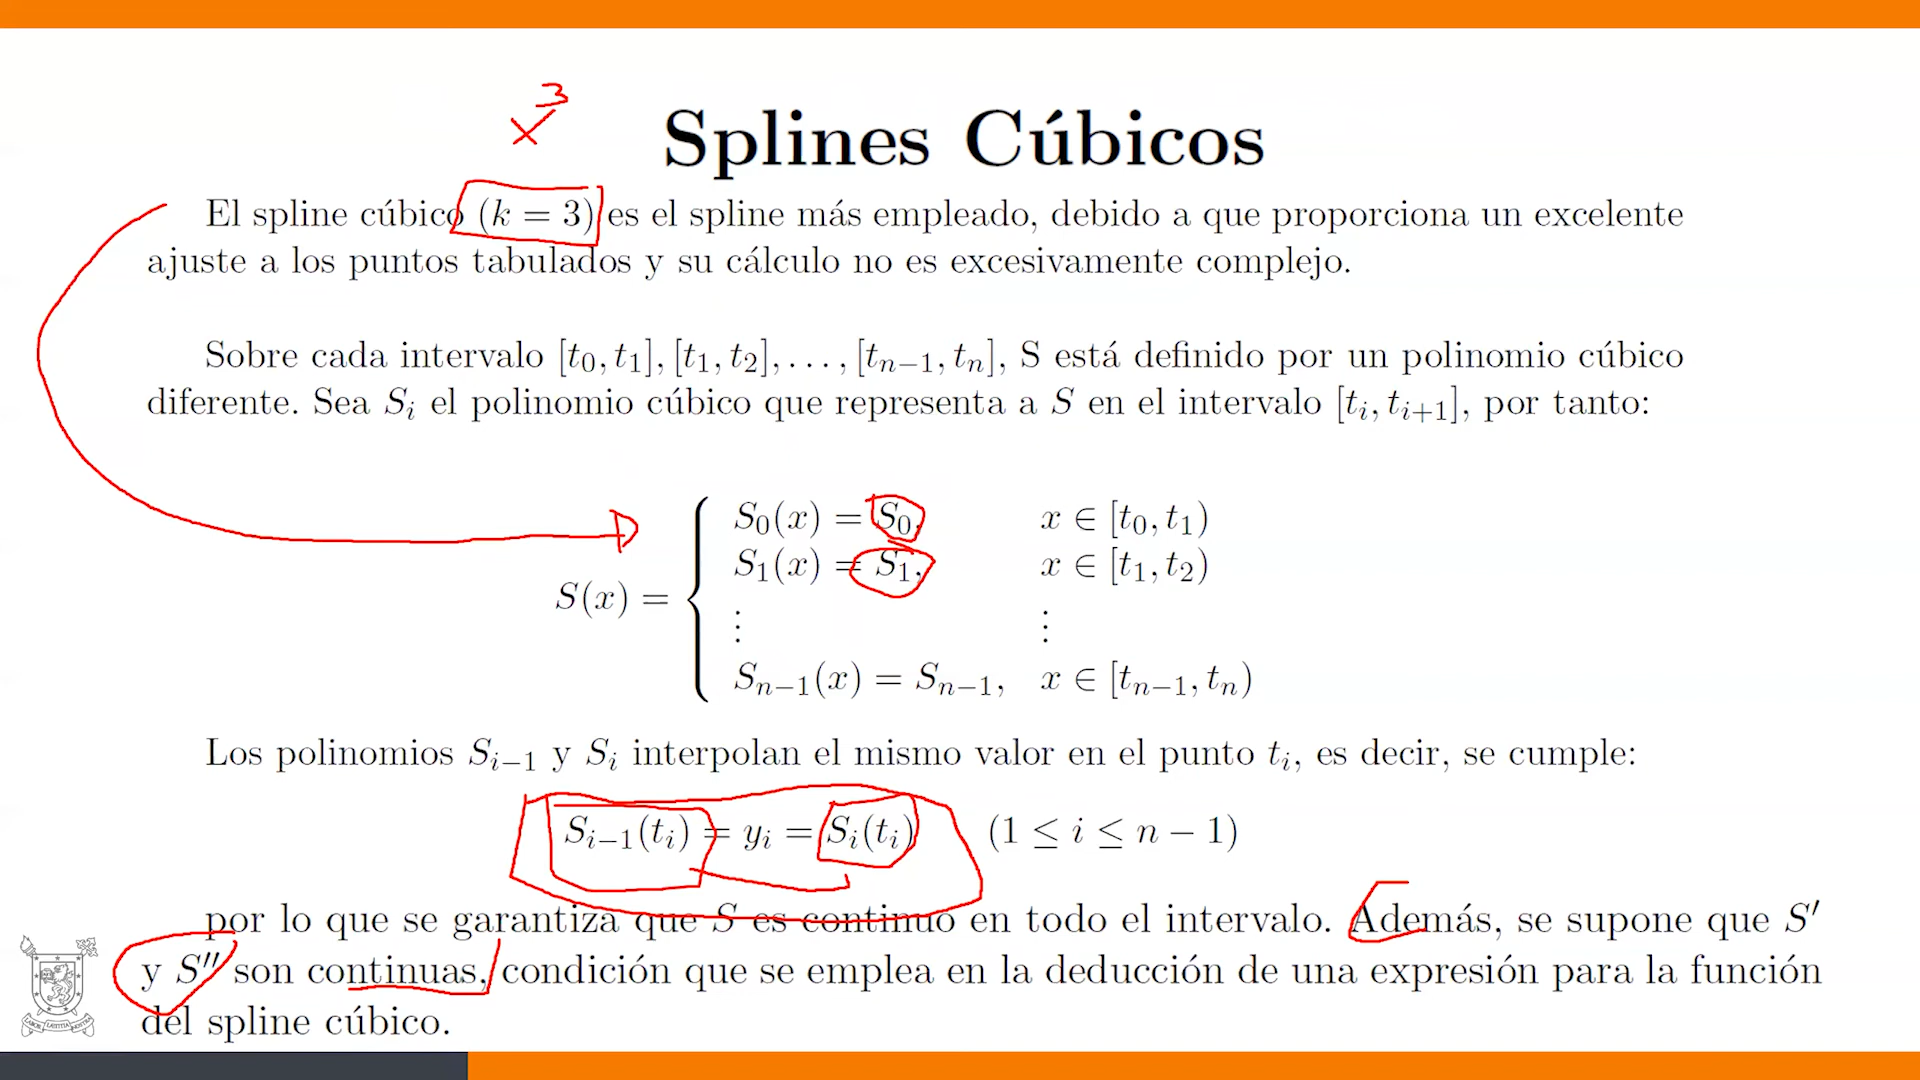 x³
Splines Cúbicos
El spline cúbico (k = 3) es el spline más empleado, debido a que proporciona un excelente
ajuste a los puntos tabulados y su cálculo no es excesivamente complejo.
Sobre cada intervalo [t₀, t₁], [t₁, t₂], . . . , [tₙ₋₁, tₙ], S está definido por un polinomio cúbico
diferente. Sea Sᵢ el polinomio cúbico que representa a S en el intervalo [tᵢ, tᵢ₊₁], por tanto:
S₀(x) = S₀, x ∈ [t₀, t₁)
S₁(x) = S₁, x ∈ [t₁, t₂)
S(x) =
⋮ ⋮
Sₙ₋₁(x) = Sₙ₋₁, x ∈ [tₙ₋₁, tₙ)
Los polinomios Sᵢ₋₁ y Sᵢ interpolan el mismo valor en el punto tᵢ, es decir, se cumple:
Sᵢ₋₁(tᵢ) = yᵢ = Sᵢ(tᵢ) (1 ≤ i ≤ n − 1)
por lo que se garantiza que S es continuo en todo el intervalo. Además, se supone que S′
y S″ son continuas, condición que se emplea en la deducción de una expresión para la función
del spline cúbico.
LABOR LÆTITIA NOSTRA